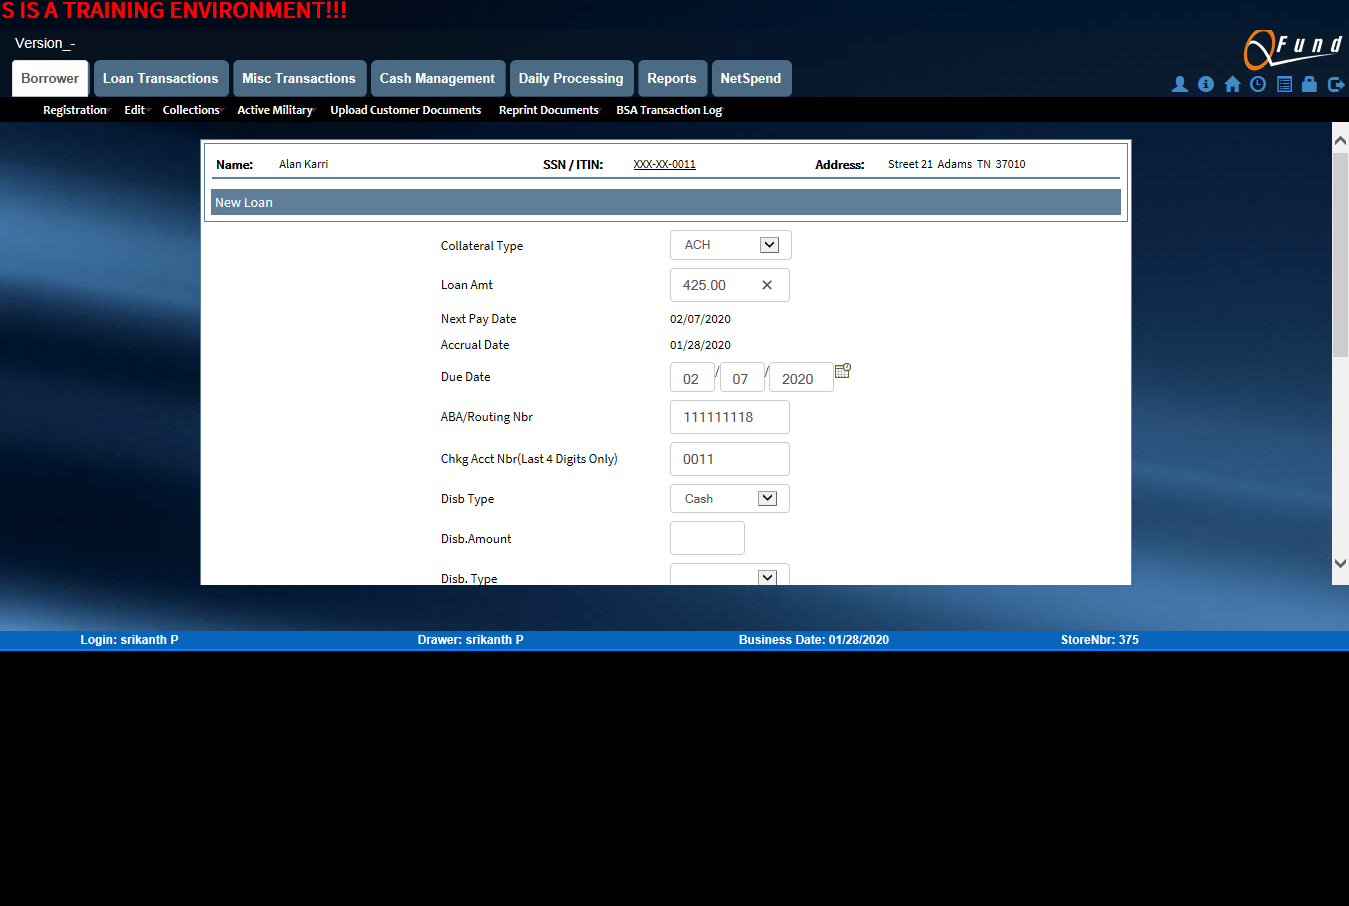 S IS A TRAINING ENVIRONMENT!!!
Version_-
QFund
Borrower Loan Transactions Misc Transactions Cash Management Daily Processing Reports NetSpend
Registration Edit Collections Active Military Upload Customer Documents Reprint Documents BSA Transaction Log
Name: Alan Karri SSN / ITIN: XXX-XX-0011 Address: Street 21 Adams TN 37010
New Loan
Collateral Type ACH
Loan Amt 425.00
Next Pay Date 02/07/2020
Accrual Date 01/28/2020
Due Date 02 / 07 / 2020
ABA/Routing Nbr 111111118
Chkg Acct Nbr(Last 4 Digits Only) 0011
Disb Type Cash
Disb.Amount
Disb. Type
Login: srikanth P Drawer: srikanth P Business Date: 01/28/2020 StoreNbr: 375